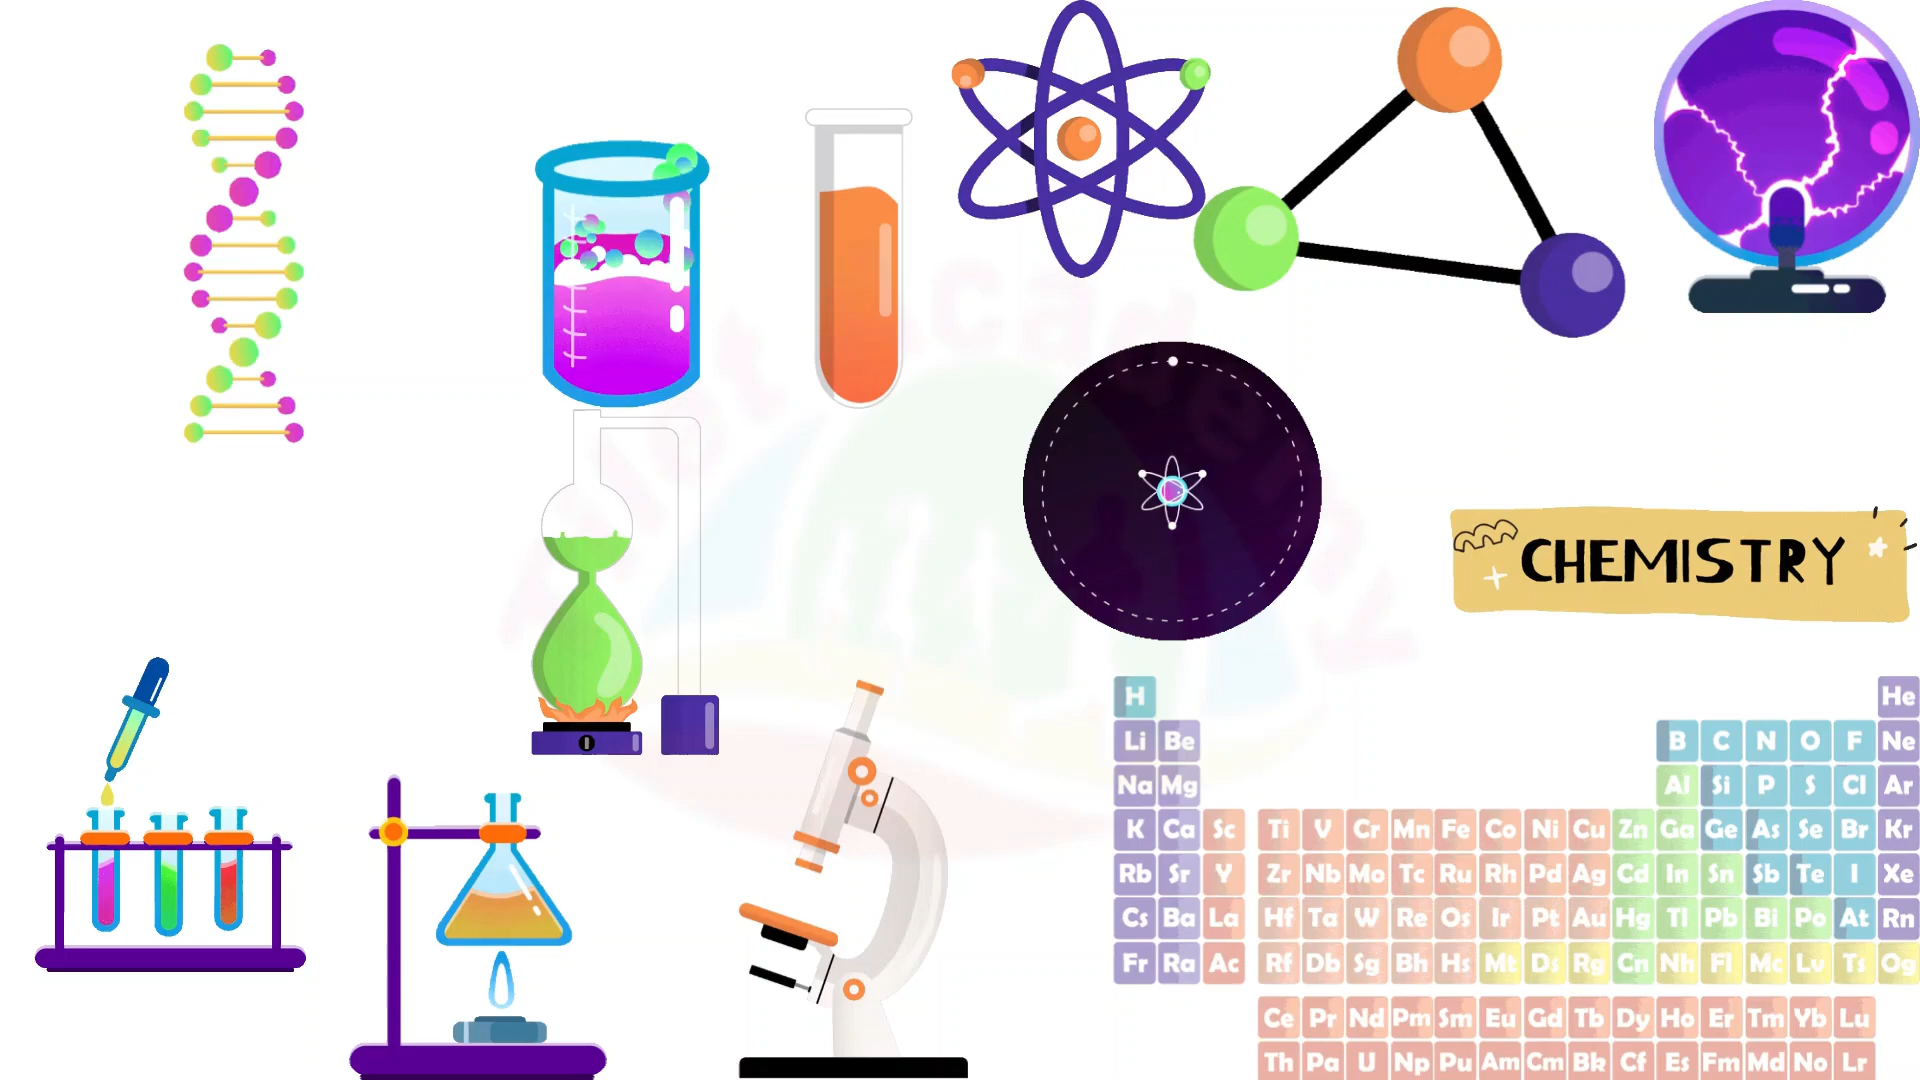 CHEMISTRY
H He
Li Be B C N O F Ne
Na Mg Al Si P S Cl Ar
K Ca Sc Ti V Cr Mn Fe Co Ni Cu Zn Ga Ge As Se Br Kr
Rb Sr Y Zr Nb Mo Tc Ru Rh Pd Ag Cd In Sn Sb Te I Xe
Cs Ba La Hf Ta W Re Os Ir Pt Au Hg Tl Pb Bi Po At Rn
Fr Ra Ac Rf Db Sg Bh Hs Mt Ds Rg Cn Nh Fl Mc Lv Ts Og
Ce Pr Nd Pm Sm Eu Gd Tb Dy Ho Er Tm Yb Lu
Th Pa U Np Pu Am Cm Bk Cf Es Fm Md No Lr